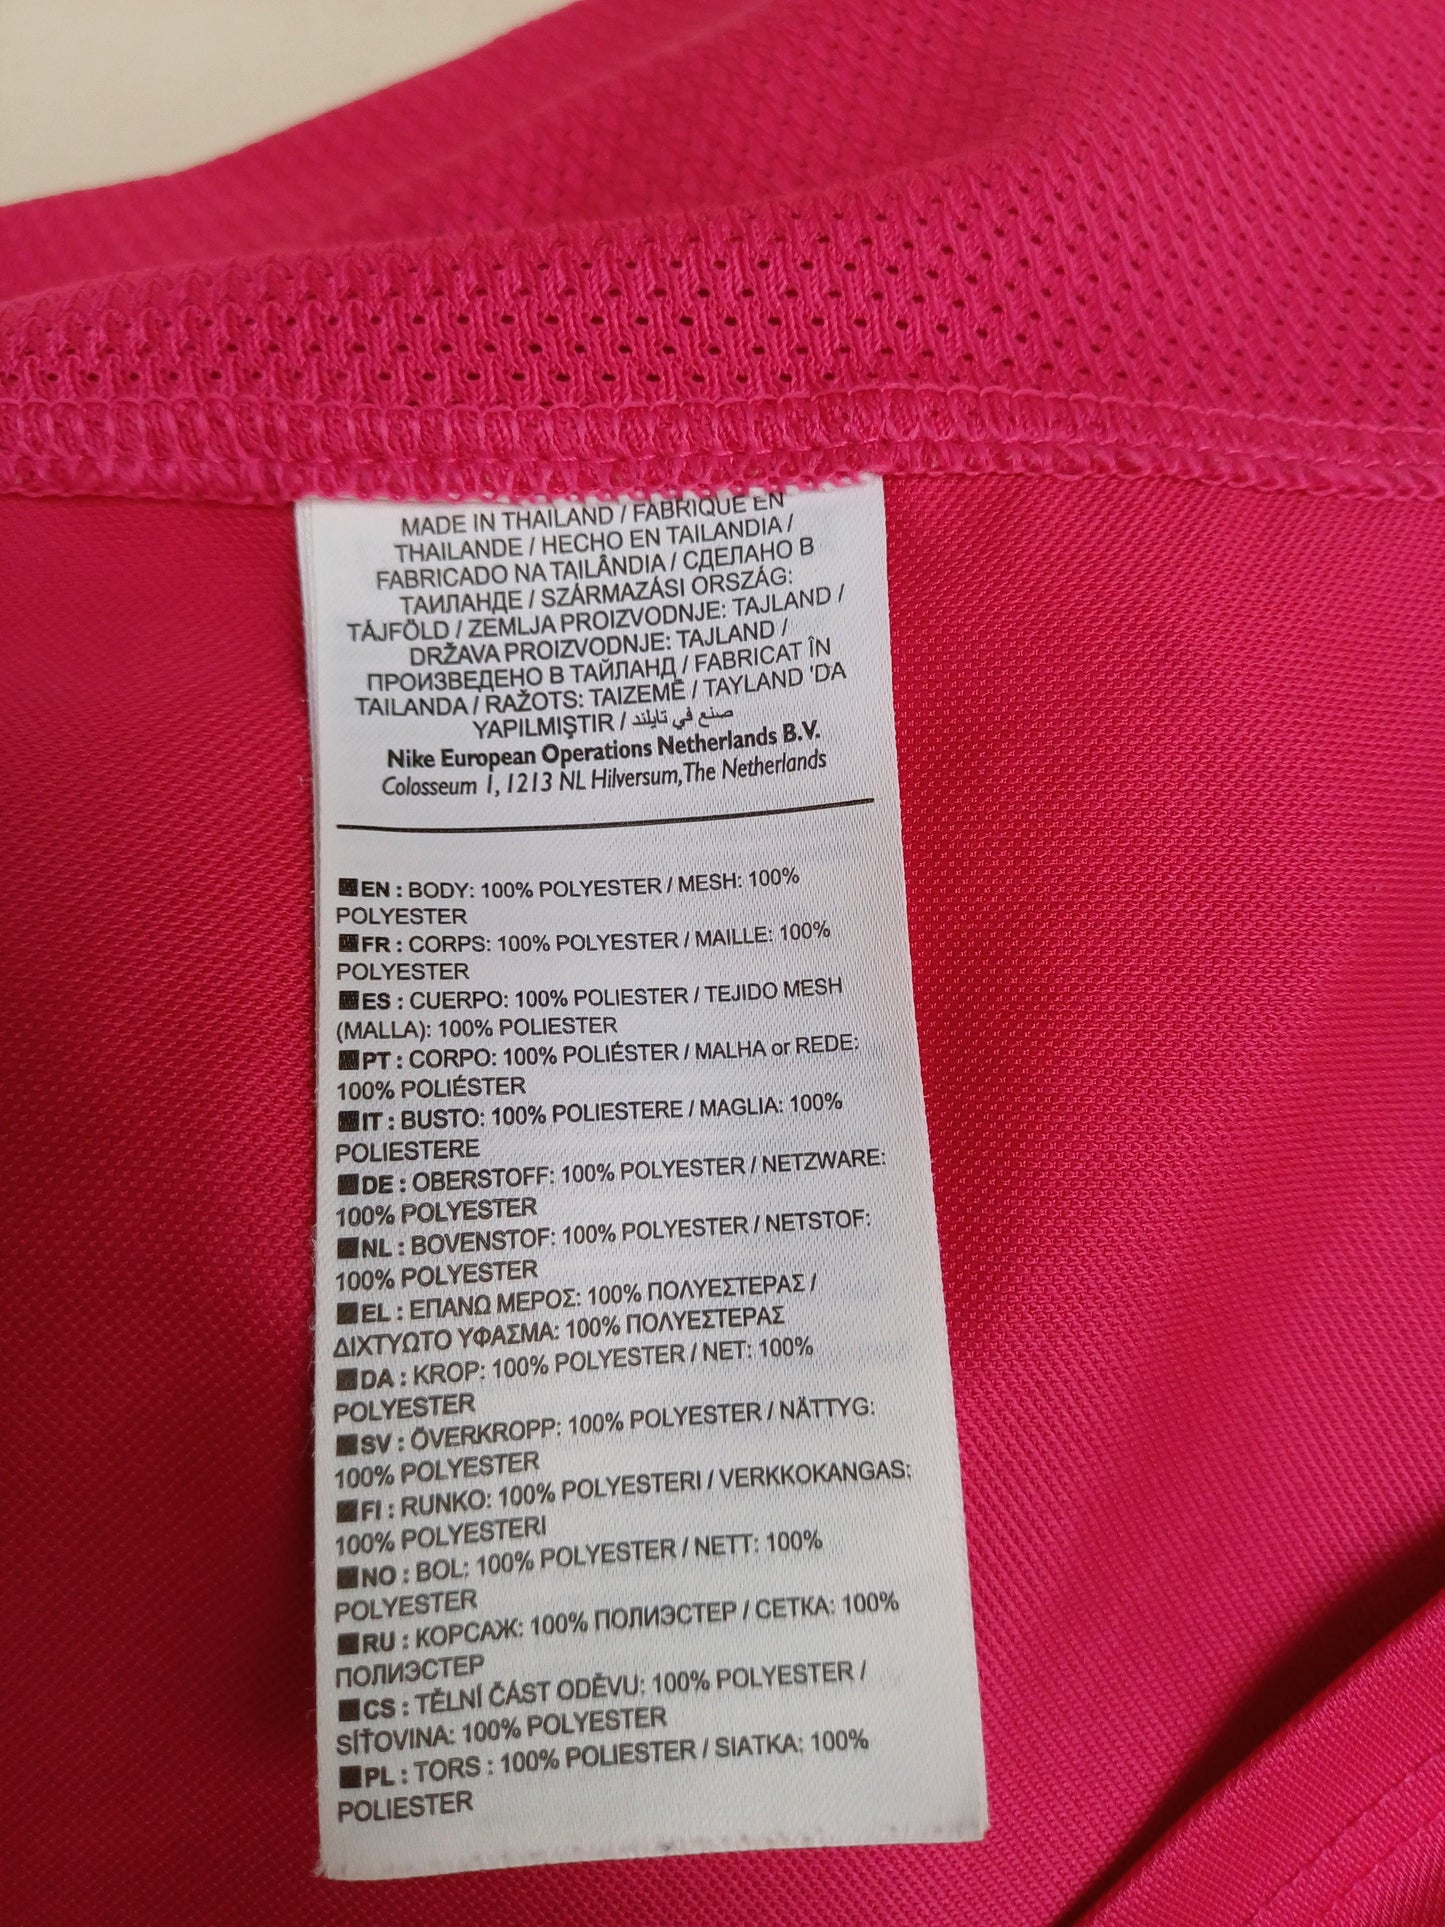 MADE IN THAILAND / FABRIQUE EN
THAILANDE / HECHO EN TAILANDIA /
FABRICADO NA TAILÂNDIA / СДЕЛАНО В
ТАИЛАНДЕ / SZÁRMAZÁSI ORSZÁG:
TÁJFÖLD / ZEMLJA PROIZVODNJE: TAJLAND /
DRŽAVA PROIZVODNJE: TAJLAND /
ПРОИЗВЕДЕНО В ТАЙЛАНД / FABRICAT ÎN
TAILANDA / RAŽOTS: TAIZEMĒ / TAYLAND 'DA
YAPILMIŞTIR / صنع في تايلند
Nike European Operations Netherlands B.V.
Colosseum 1, 1213 NL Hilversum,The Netherlands
EN : BODY: 100% POLYESTER / MESH: 100%
POLYESTER
FR : CORPS: 100% POLYESTER / MAILLE: 100%
POLYESTER
ES : CUERPO: 100% POLIESTER / TEJIDO MESH
(MALLA): 100% POLIESTER
PT : CORPO: 100% POLIÉSTER / MALHA or REDE:
100% POLIÉSTER
IT : BUSTO: 100% POLIESTERE / MAGLIA: 100%
POLIESTERE
DE : OBERSTOFF: 100% POLYESTER / NETZWARE:
100% POLYESTER
NL : BOVENSTOF: 100% POLYESTER / NETSTOF:
100% POLYESTER
EL : ΕΠΑΝΩ ΜΕΡΟΣ: 100% ΠΟΛΥΕΣΤΕΡΑΣ /
ΔΙΧΤΥΩΤΟ ΥΦΑΣΜΑ: 100% ΠΟΛΥΕΣΤΕΡΑΣ
DA : KROP: 100% POLYESTER / NET: 100%
POLYESTER
SV : ÖVERKROPP: 100% POLYESTER / NÄTTYG:
100% POLYESTER
FI : RUNKO: 100% POLYESTERI / VERKKOKANGAS:
100% POLYESTERI
NO : BOL: 100% POLYESTER / NETT: 100%
POLYESTER
RU : КОРСАЖ: 100% ПОЛИЭСТЕР / СЕТКА: 100%
ПОЛИЭСТЕР
CS : TĚLNÍ ČÁST ODĚVU: 100% POLYESTER /
SÍŤOVINA: 100% POLYESTER
PL : TORS : 100% POLIESTER / SIATKA: 100%
POLIESTER